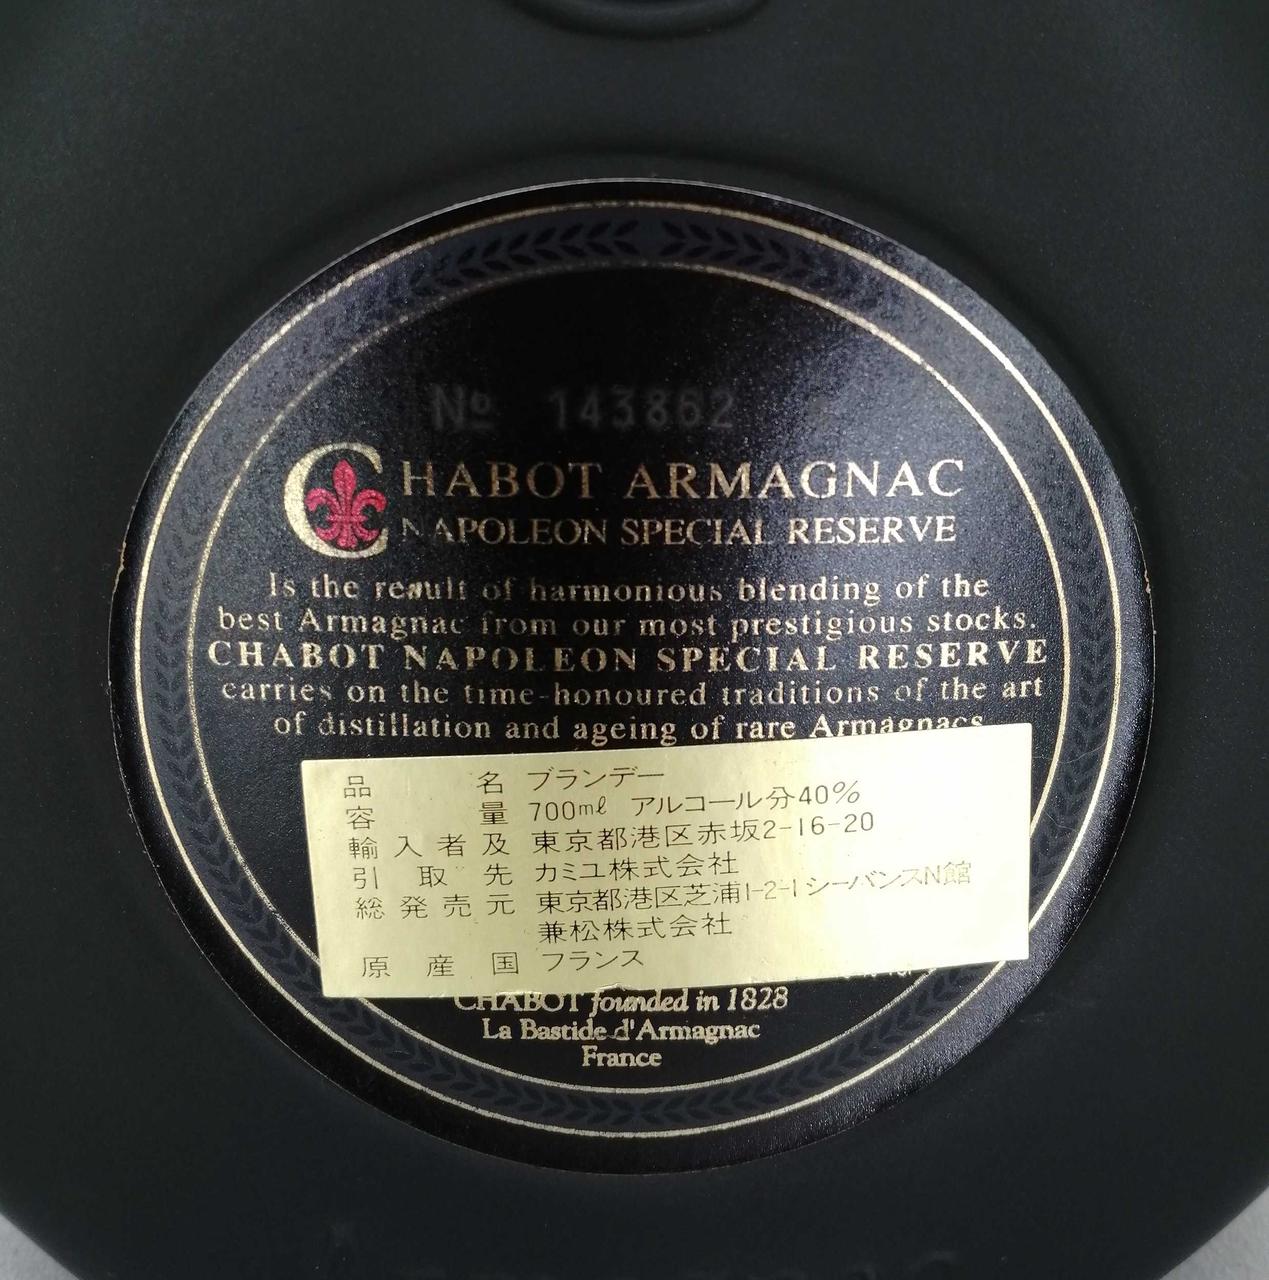 Nº 143862
CHABOT ARMAGNAC
NAPOLEON SPECIAL RESERVE
Is the result of harmonious blending of the
best Armagnac from our most prestigious stocks.
CHABOT NAPOLEON SPECIAL RESERVE
carries on the time-honoured traditions of the art
of distillation and ageing of rare Armagnacs
品名 ブランデー
容量 700ml アルコール分40%
輸入者及 東京都港区赤坂2-16-20
引取先 カミユ株式会社
総発売元 東京都港区芝浦1-2-1シーバンスN館
兼松株式会社
原産国 フランス
CHABOT founded in 1828
La Bastide d'Armagnac
France